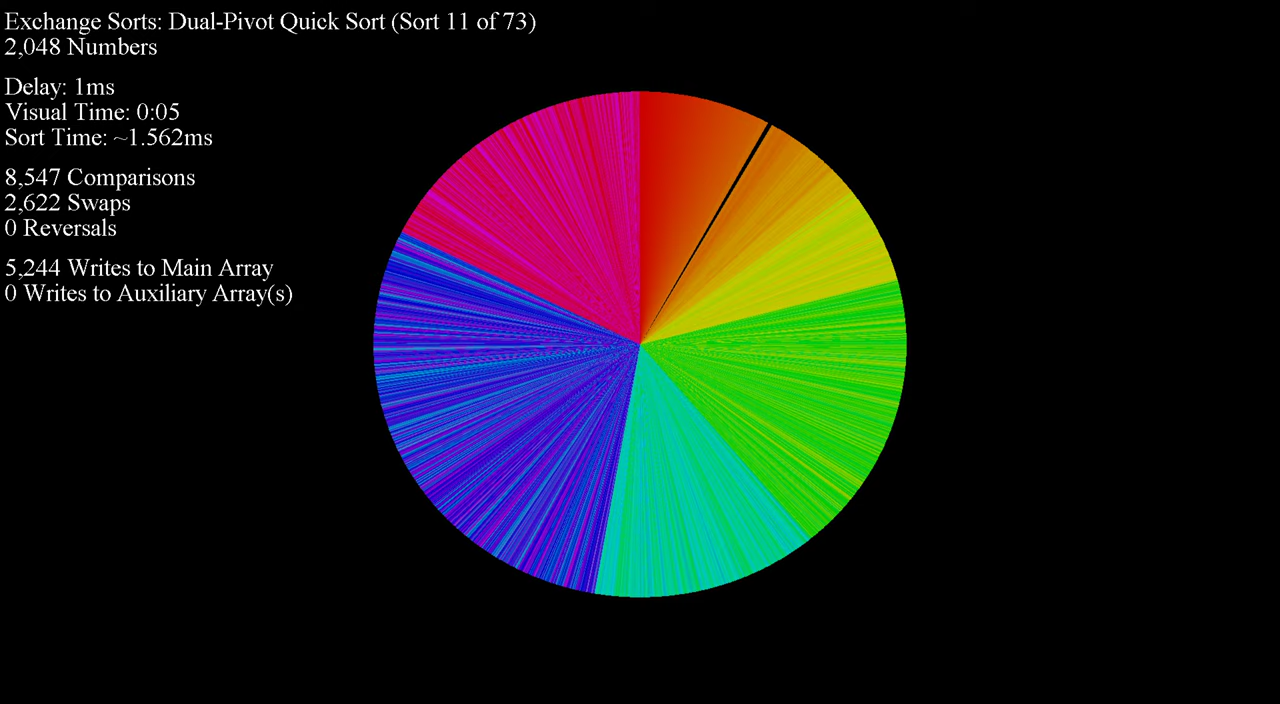 Exchange Sorts: Dual-Pivot Quick Sort (Sort 11 of 73)
2,048 Numbers
Delay: 1ms
Visual Time: 0:05
Sort Time: ~1.562ms
8,547 Comparisons
2,622 Swaps
0 Reversals
5,244 Writes to Main Array
0 Writes to Auxiliary Array(s)